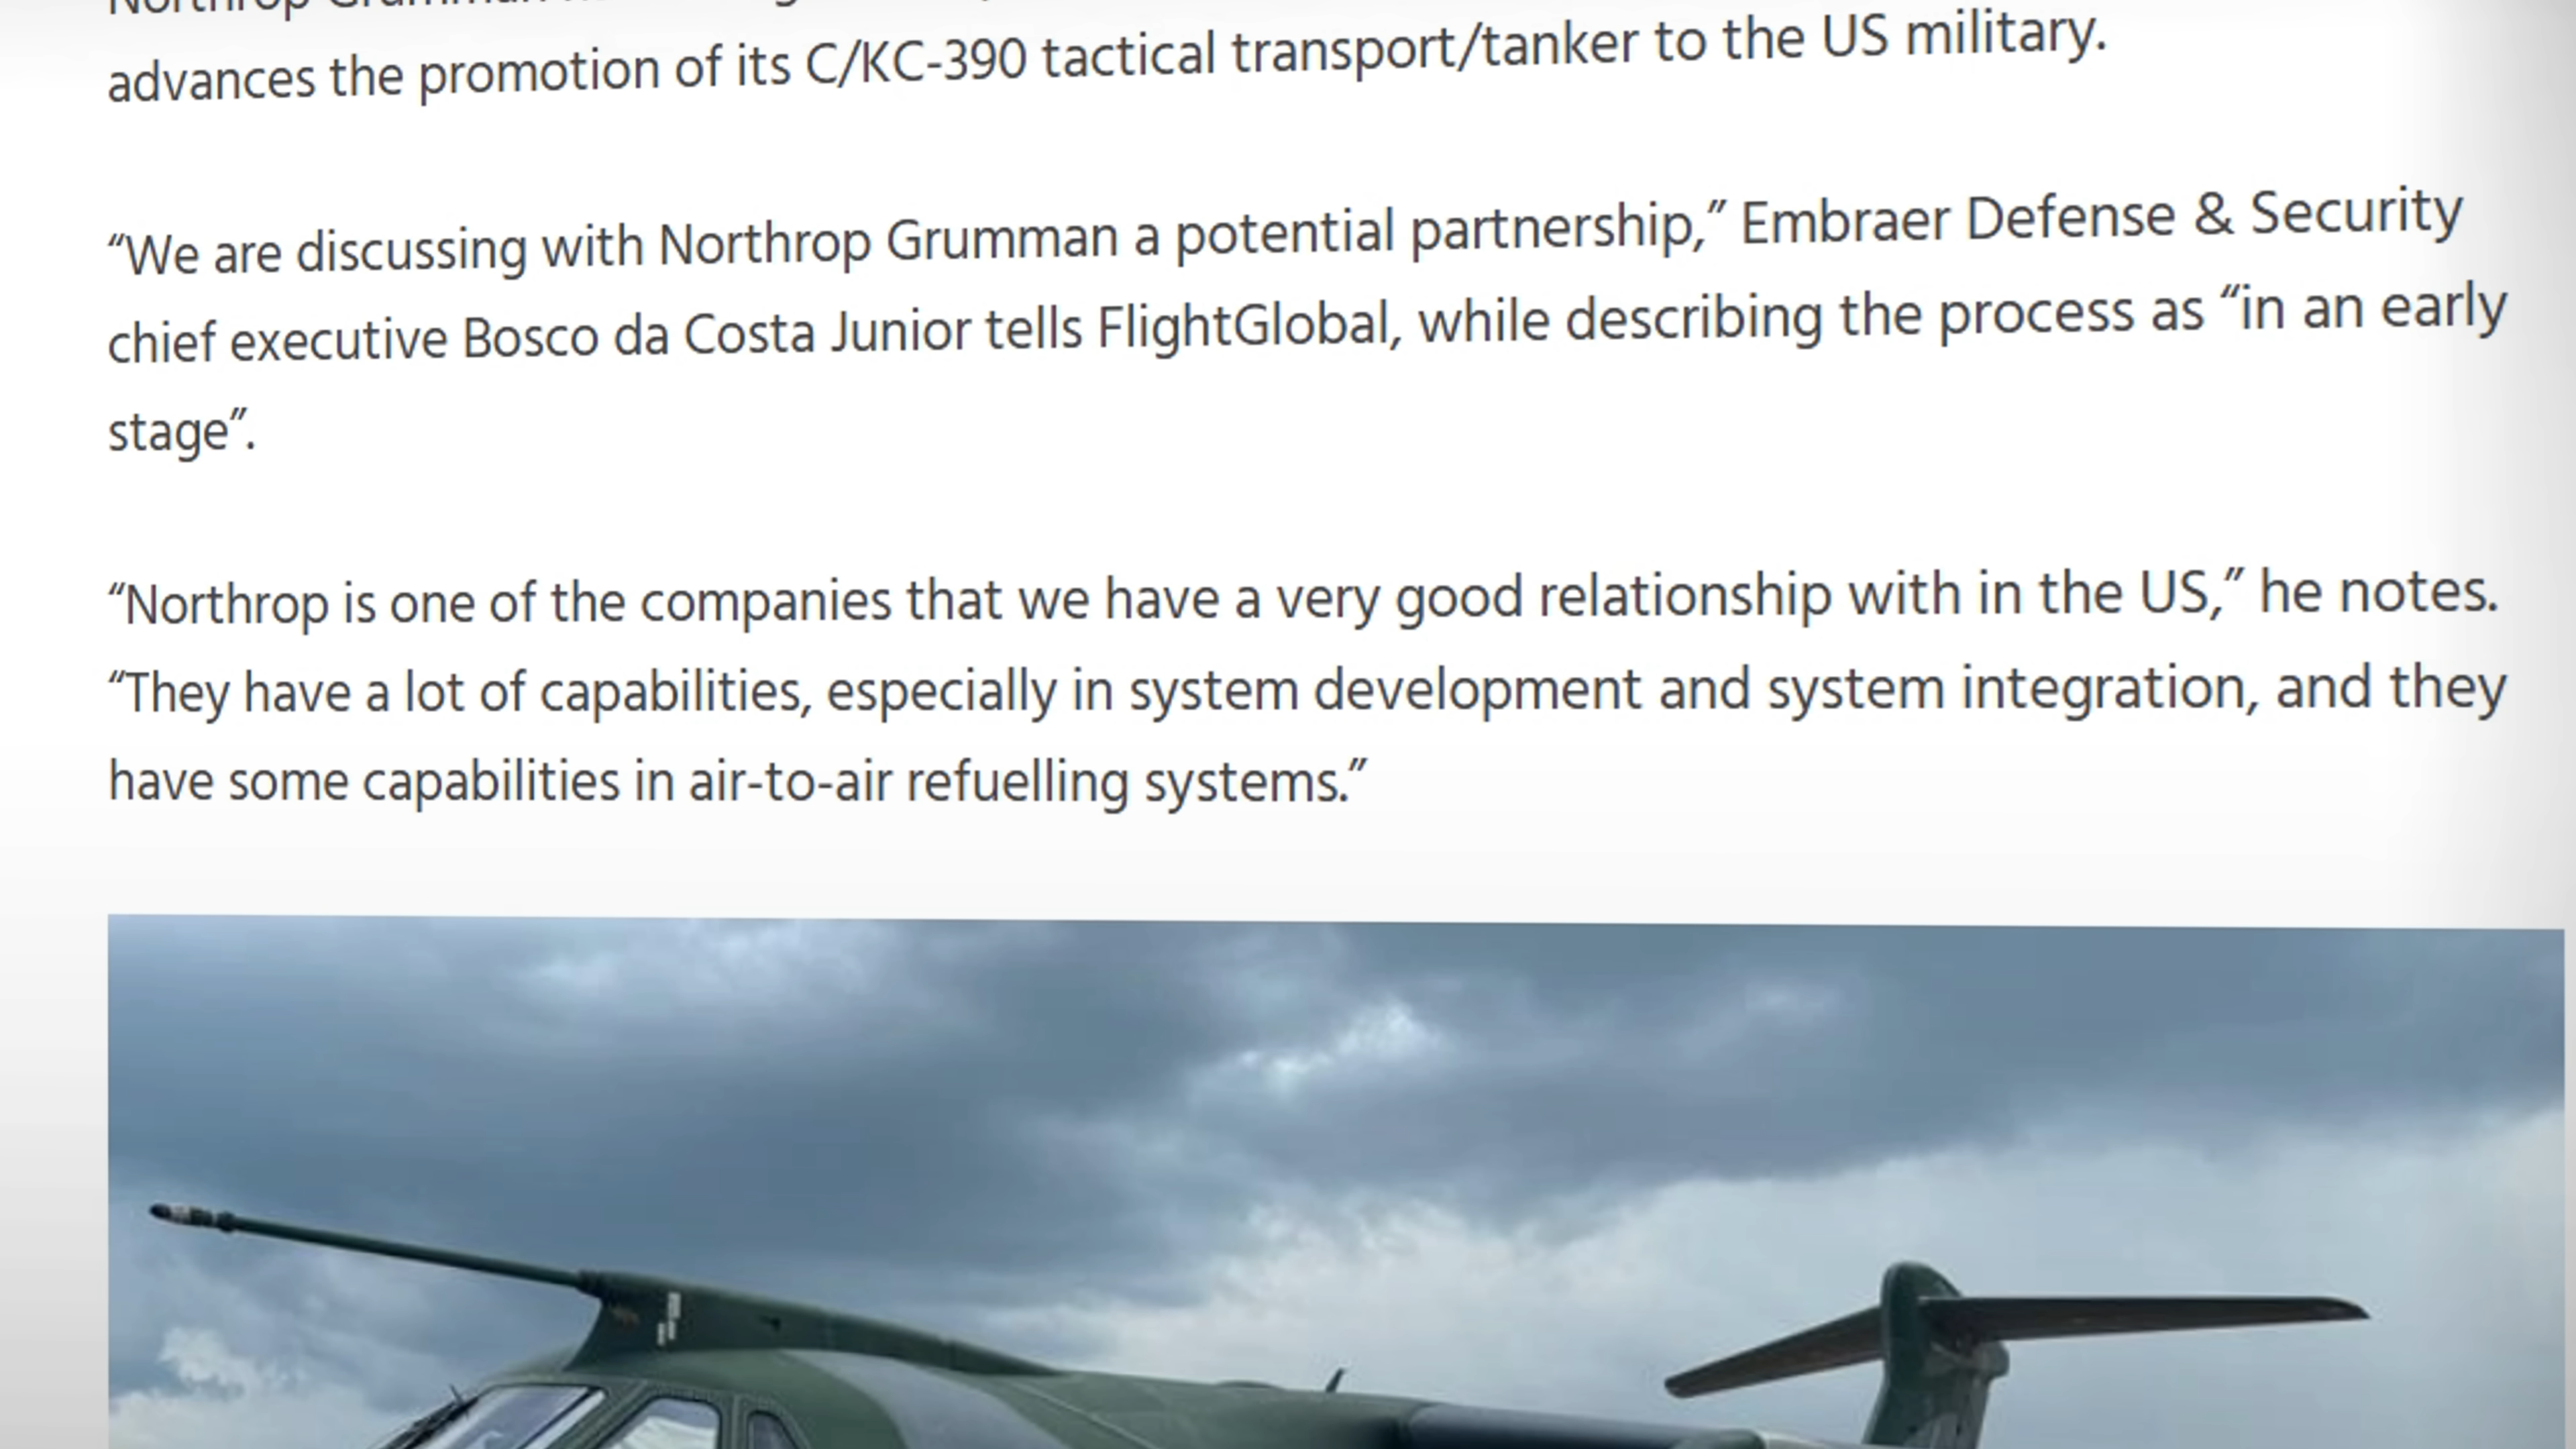 Northrop Grumman
advances the promotion of its C/KC-390 tactical transport/tanker to the US military.
“We are discussing with Northrop Grumman a potential partnership,” Embraer Defense & Security
chief executive Bosco da Costa Junior tells FlightGlobal, while describing the process as “in an early
stage”.
“Northrop is one of the companies that we have a very good relationship with in the US,” he notes.
“They have a lot of capabilities, especially in system development and system integration, and they
have some capabilities in air-to-air refuelling systems.”